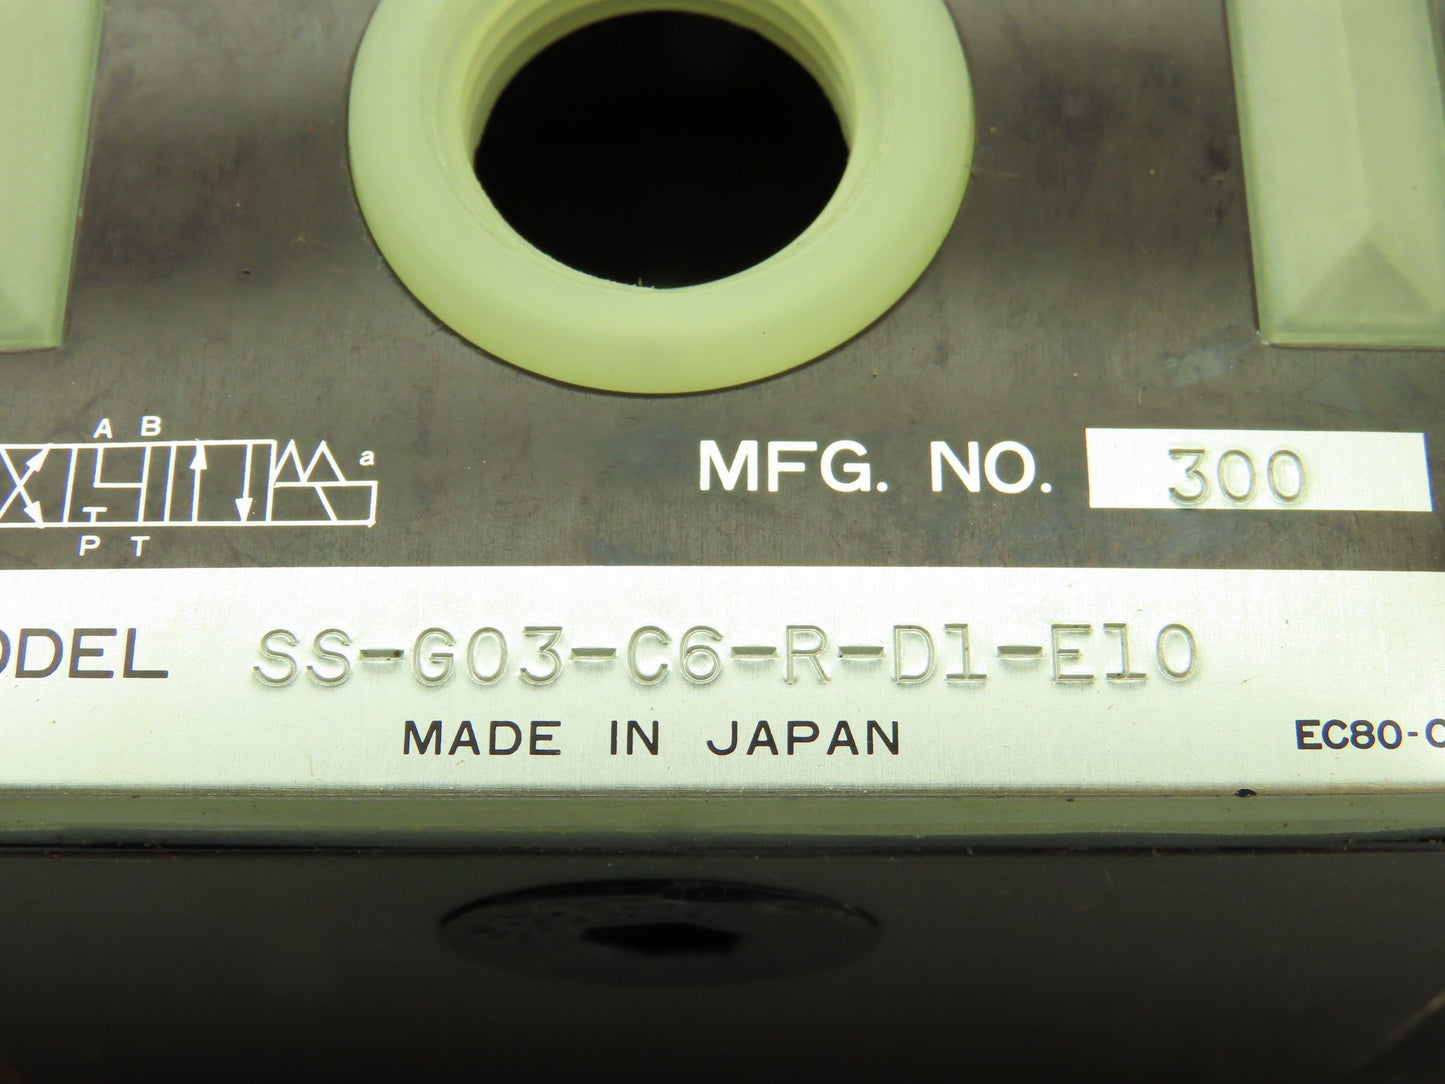 A B
a
P T
MFG. NO. 300
ODEL SS-G03-C6-R-D1-E10
MADE IN JAPAN
EC80-